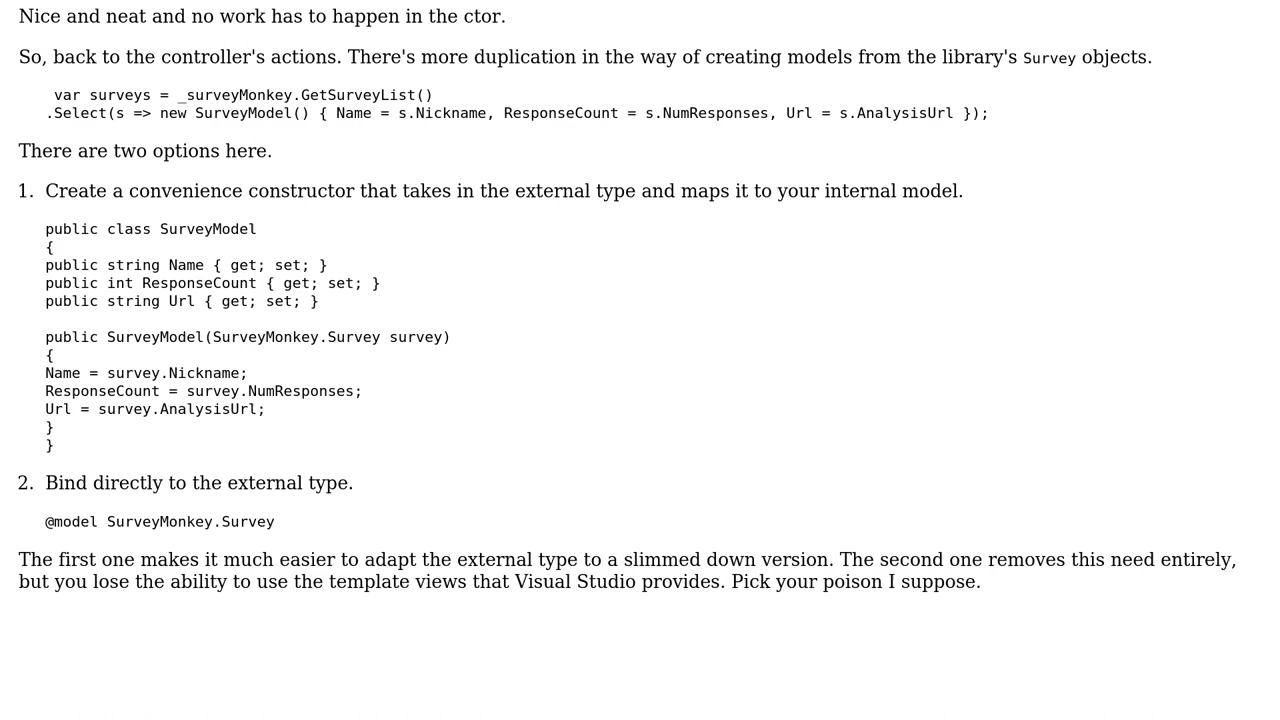 Nice and neat and no work has to happen in the ctor.
So, back to the controller's actions. There's more duplication in the way of creating models from the library's Survey objects.
var surveys = _surveyMonkey.GetSurveyList()
.Select(s => new SurveyModel() { Name = s.Nickname, ResponseCount = s.NumResponses, Url = s.AnalysisUrl });
There are two options here.
1. Create a convenience constructor that takes in the external type and maps it to your internal model.
public class SurveyModel
{
public string Name { get; set; }
public int ResponseCount { get; set; }
public string Url { get; set; }
public SurveyModel(SurveyMonkey.Survey survey)
{
Name = survey.Nickname;
ResponseCount = survey.NumResponses;
Url = survey.AnalysisUrl;
}
}
2. Bind directly to the external type.
@model SurveyMonkey.Survey
The first one makes it much easier to adapt the external type to a slimmed down version. The second one removes this need entirely,
but you lose the ability to use the template views that Visual Studio provides. Pick your poison I suppose.